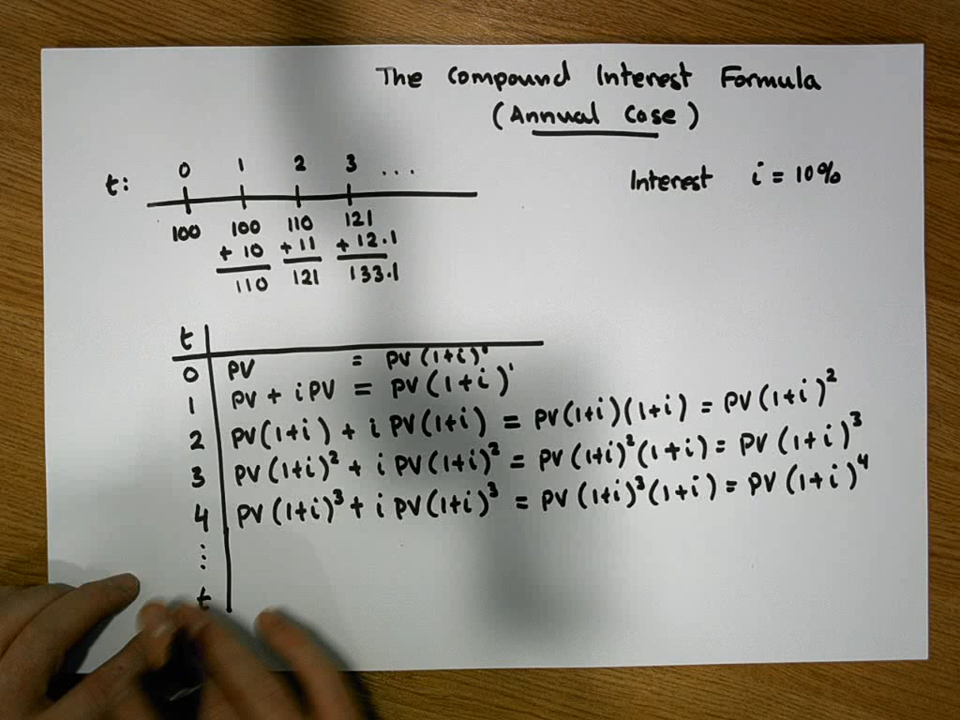 The Compound Interest Formula
(Annual Case)
Interest i = 10%
t: 0 1 2 3 ...
100 100 110 121
+ 10 + 11 + 12.1
110 121 133.1
t
0 PV = PV(1+i)⁰
1 PV + iPV = PV(1+i)¹
2 PV(1+i) + i PV(1+i) = PV(1+i)(1+i) = PV(1+i)²
3 PV(1+i)² + i PV(1+i)² = PV(1+i)²(1+i) = PV(1+i)³
4 PV(1+i)³ + i PV(1+i)³ = PV(1+i)³(1+i) = PV(1+i)⁴
⋮
t